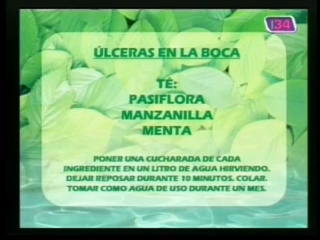 134
ÚLCERAS EN LA BOCA
TÉ:
PASIFLORA
MANZANILLA
MENTA
PONER UNA CUCHARADA DE CADA
INGREDIENTE EN UN LITRO DE AGUA HIRVIENDO.
DEJAR REPOSAR DURANTE 10 MINUTOS. COLAR.
TOMAR COMO AGUA DE USO DURANTE UN MES.